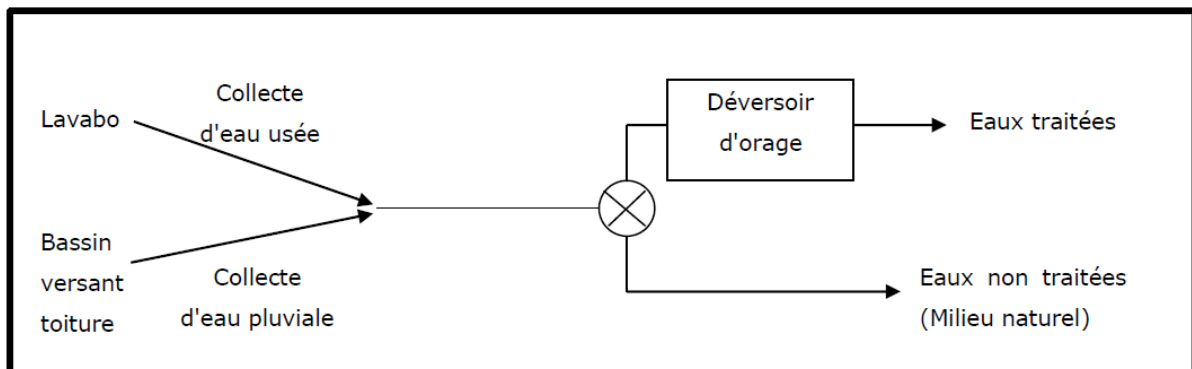 Lavabo
Collecte
d'eau usée
Bassin
versant
toiture
Collecte
d'eau pluviale
Déversoir
d'orage
Eaux traitées
Eaux non traitées
(Milieu naturel)